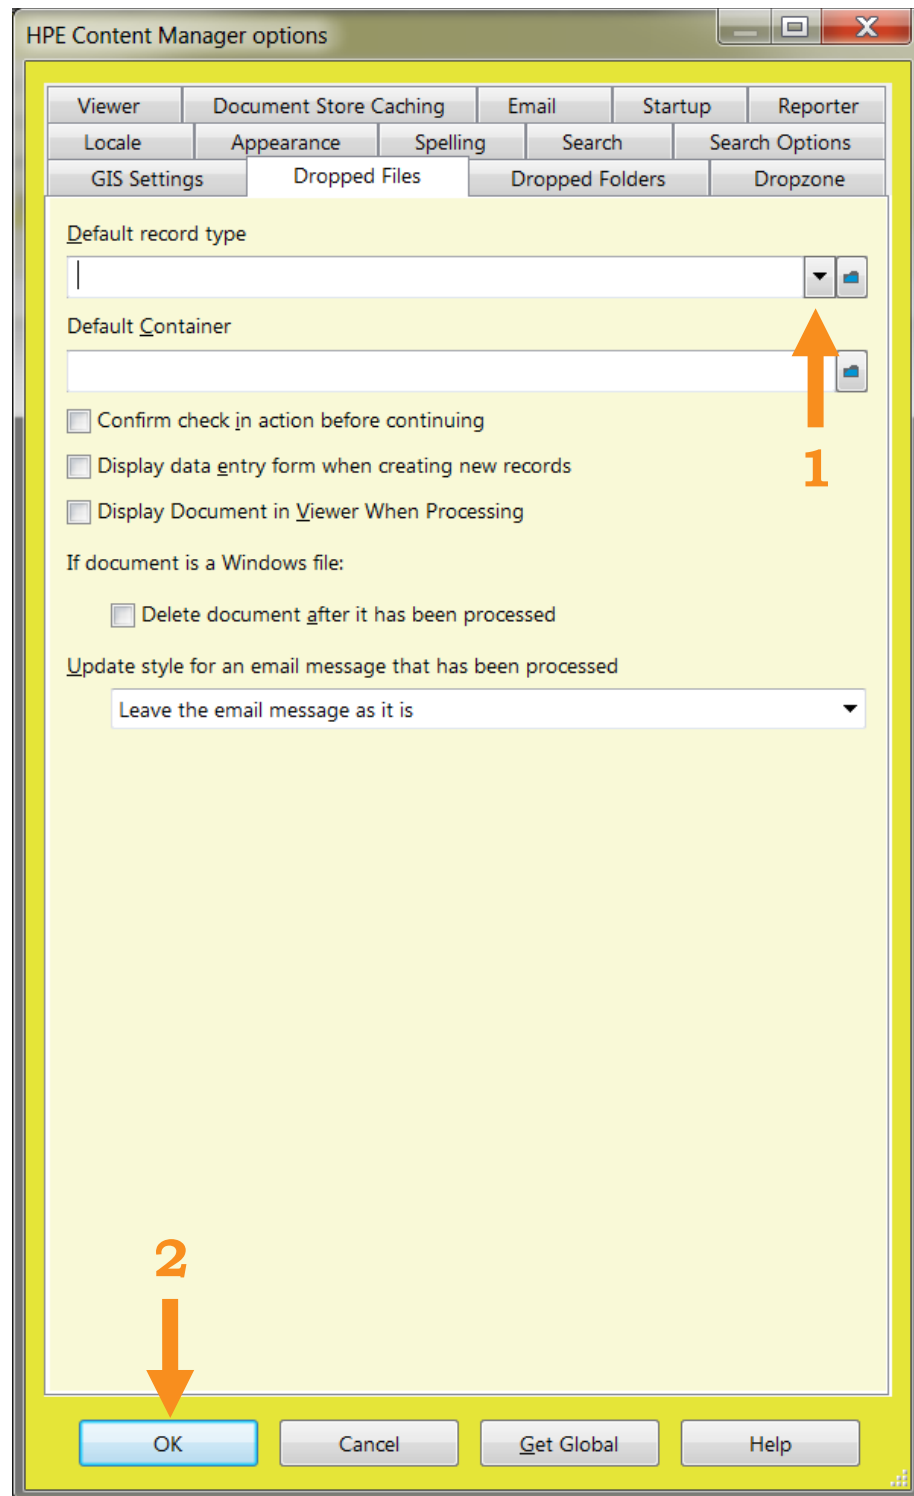 HPE Content Manager options
Viewer Document Store Caching Email Startup Reporter
Locale Appearance Spelling Search Search Options
GIS Settings Dropped Files Dropped Folders Dropzone
Default record type
Default Container
Confirm check in action before continuing
1
Display data entry form when creating new records
Display Document in Viewer When Processing
If document is a Windows file:
Delete document after it has been processed
Update style for an email message that has been processed
Leave the email message as it is
2
OK Cancel Get Global Help